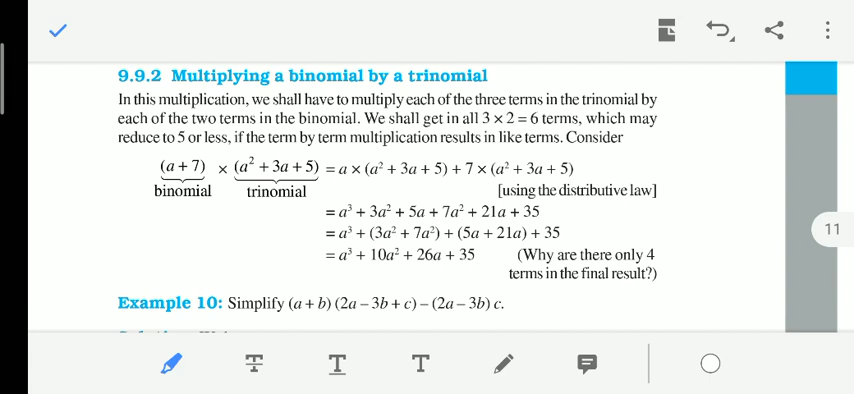 9.9.2 Multiplying a binomial by a trinomial
In this multiplication, we shall have to multiply each of the three terms in the trinomial by
each of the two terms in the binomial. We shall get in all 3 × 2 = 6 terms, which may
reduce to 5 or less, if the term by term multiplication results in like terms. Consider
(a + 7) × (a² + 3a + 5) = a × (a² + 3a + 5) + 7 × (a² + 3a + 5)
binomial trinomial [using the distributive law]
= a³ + 3a² + 5a + 7a² + 21a + 35
= a³ + (3a² + 7a²) + (5a + 21a) + 35
11
= a³ + 10a² + 26a + 35 (Why are there only 4
terms in the final result?)
Example 10: Simplify (a + b) (2a – 3b + c) – (2a – 3b) c.
T T T